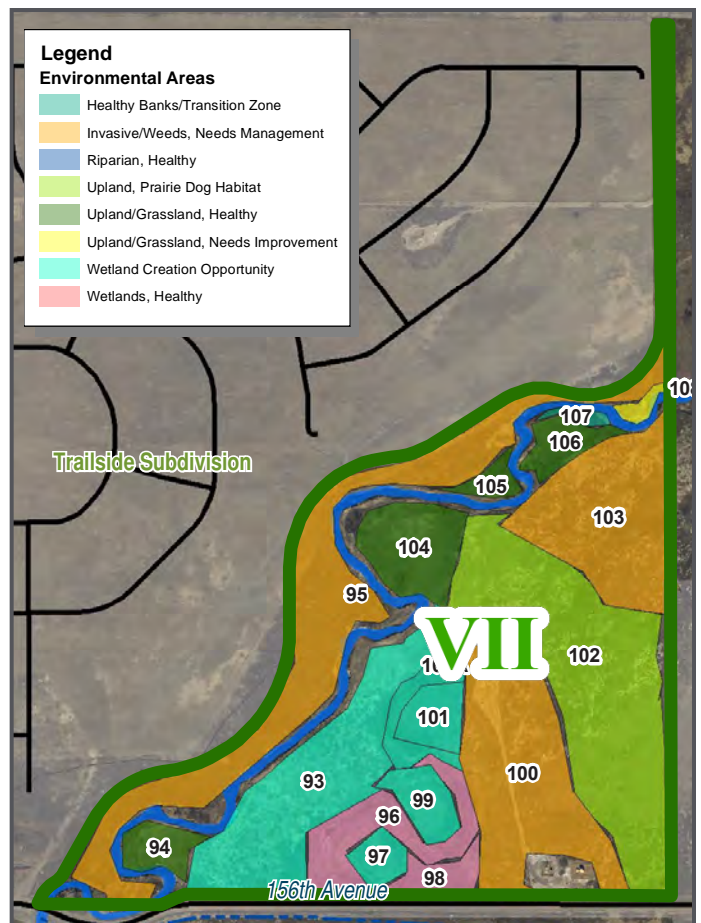 Legend
Environmental Areas
Healthy Banks/Transition Zone
Invasive/Weeds, Needs Management
Riparian, Healthy
Upland, Prairie Dog Habitat
Upland/Grassland, Healthy
Upland/Grassland, Needs Improvement
Wetland Creation Opportunity
Wetlands, Healthy
107
106
Trailside Subdivision
105
103
104
95
VII
102
101
93
100
99
96
94
97
98
156th Avenue